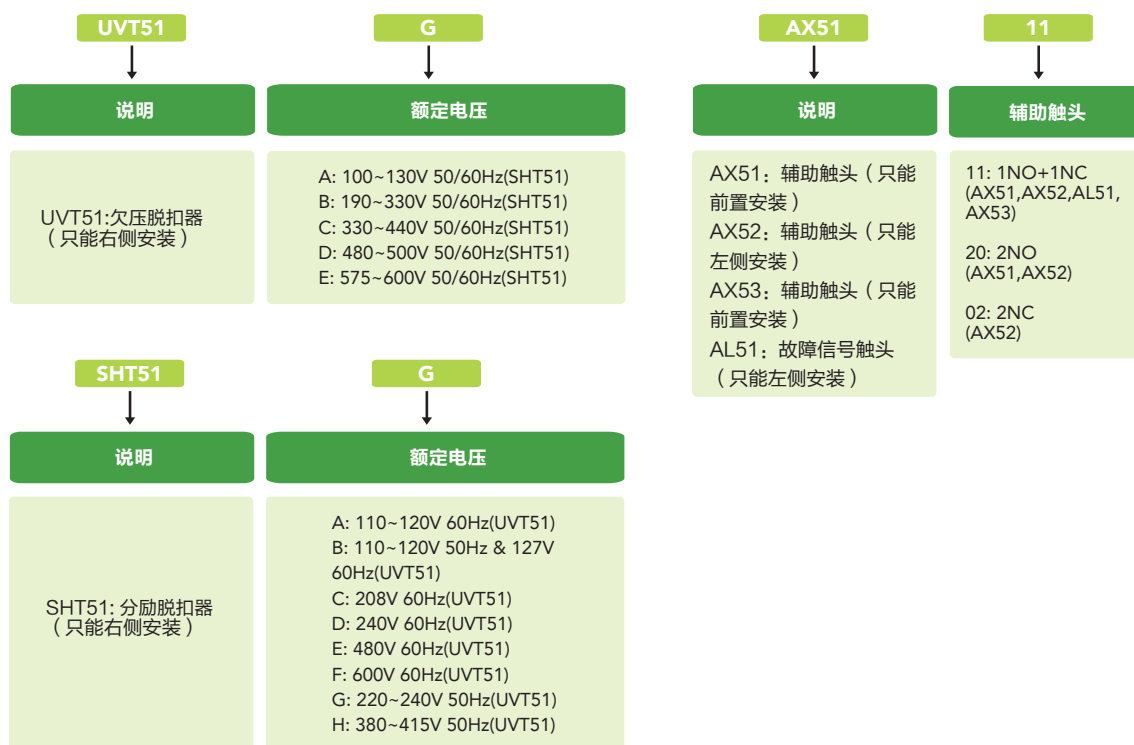 UVT51
G
说明
额定电压
UVT51:欠压脱扣器
（只能右侧安装）
A: 100~130V 50/60Hz(SHT51)
B: 190~330V 50/60Hz(SHT51)
C: 330~440V 50/60Hz(SHT51)
D: 480~500V 50/60Hz(SHT51)
E: 575~600V 50/60Hz(SHT51)
SHT51
G
说明
额定电压
SHT51: 分励脱扣器
（只能右侧安装）
A: 110~120V 60Hz(UVT51)
B: 110~120V 50Hz & 127V
60Hz(UVT51)
C: 208V 60Hz(UVT51)
D: 240V 60Hz(UVT51)
E: 480V 60Hz(UVT51)
F: 600V 60Hz(UVT51)
G: 220~240V 50Hz(UVT51)
H: 380~415V 50Hz(UVT51)
AX51
11
说明
辅助触头
AX51：辅助触头（只能
前置安装）
AX52：辅助触头（只能
左侧安装）
AX53：辅助触头（只能
前置安装）
AL51：故障信号触头
（只能左侧安装）
11: 1NO+1NC
(AX51,AX52,AL51,
AX53)
20: 2NO
(AX51,AX52)
02: 2NC
(AX52)